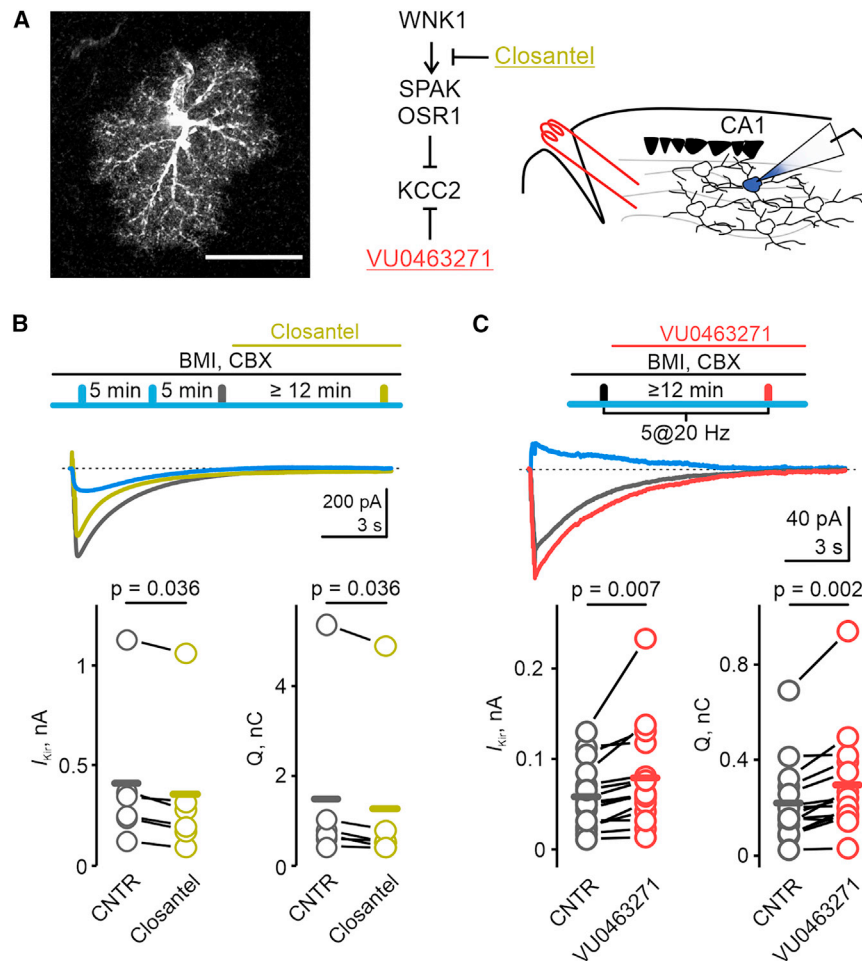 A
WNK1
Closantel
SPAK
OSR1
KCC2
VU0463271
CA1
B
Closantel
BMI, CBX
5 min 5 min ≥ 12 min
200 pA
3 s
p = 0.036
p = 0.036
1
0.5
0
I_Kir, nA
CNTR
Closantel
4
2
0
Q, nC
CNTR
Closantel
C
VU0463271
BMI, CBX
≥12 min
5@20 Hz
40 pA
3 s
p = 0.007
p = 0.002
0.2
0.1
0
I_Kir, nA
CNTR
VU0463271
0.8
0.4
0
Q, nC
CNTR
VU0463271